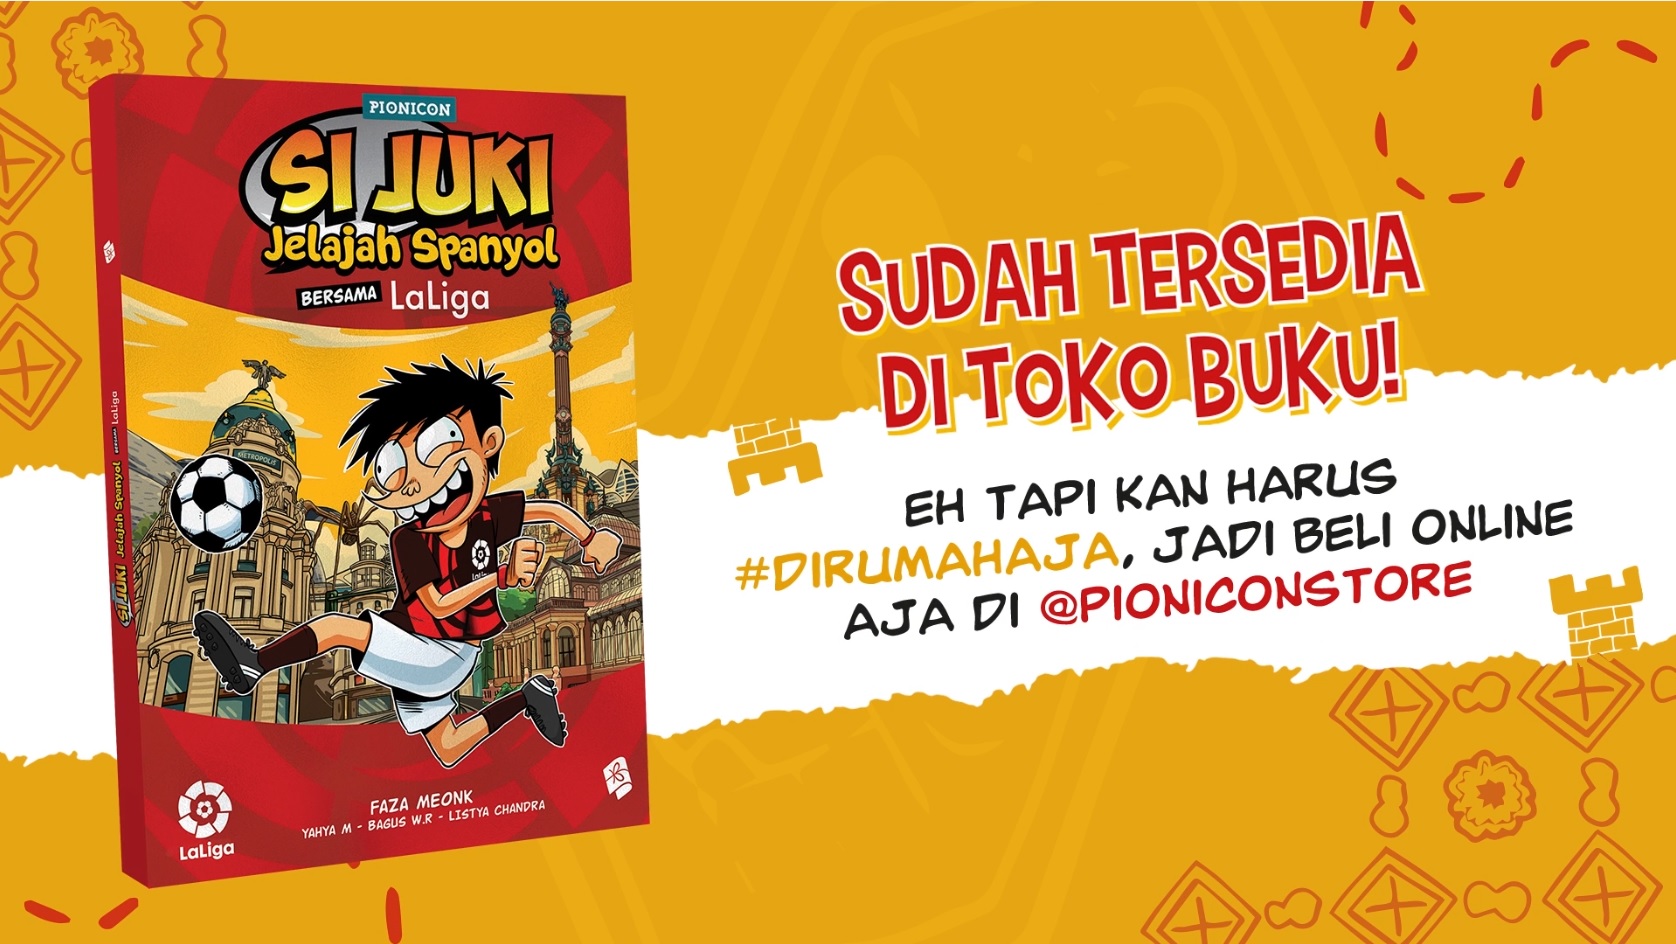 PIONICON
SI JUKI
Jelajah Spanyol
BERSAMA LaLiga
METROPOLIS
LaLiga
FAZA MEONK
YAHYA M - BAGUS W.R - LISTYA CHANDRA
LaLiga
SI JUKI Jelajah Spanyol BERSAMA LaLiga
SUDAH TERSEDIA
DI TOKO BUKU!
EH TAPI KAN HARUS
#DIRUMAHAJA, JADI BELI ONLINE
AJA DI @PIONICONSTORE